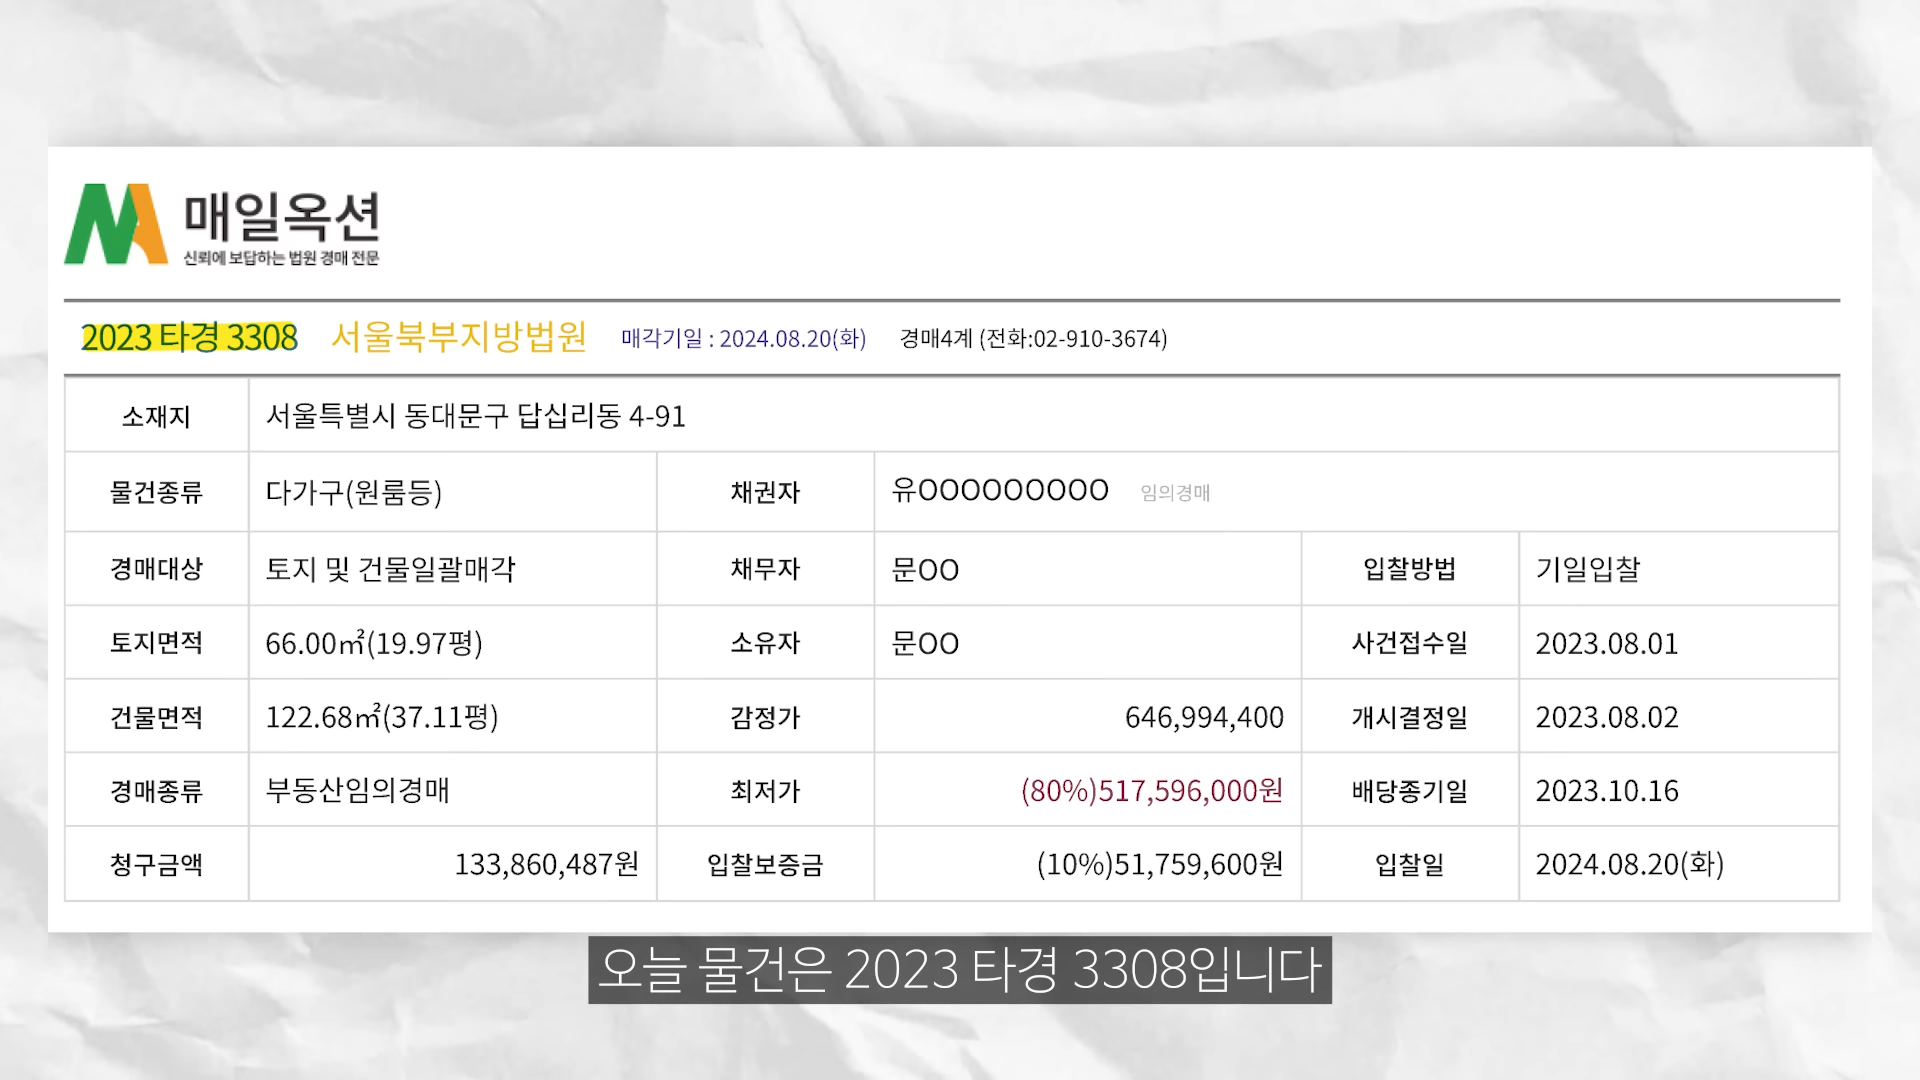 매일옥션
신뢰에 보답하는 법원 경매 전문
2023 타경 3308 서울북부지방법원 매각기일 : 2024.08.20(화) 경매4계 (전화:02-910-3674)
소재지 서울특별시 동대문구 답십리동 4-91
물건종류 다가구(원룸등) 채권자 유OOOOOOOOO 임의경매
경매대상 토지 및 건물일괄매각 채무자 문OO 입찰방법 기일입찰
토지면적 66.00㎡(19.97평) 소유자 문OO 사건접수일 2023.08.01
건물면적 122.68㎡(37.11평) 감정가 646,994,400 개시결정일 2023.08.02
경매종류 부동산임의경매 최저가 (80%)517,596,000원 배당종기일 2023.10.16
청구금액 133,860,487원 입찰보증금 (10%)51,759,600원 입찰일 2024.08.20(화)
오늘 물건은 2023 타경 3308입니다